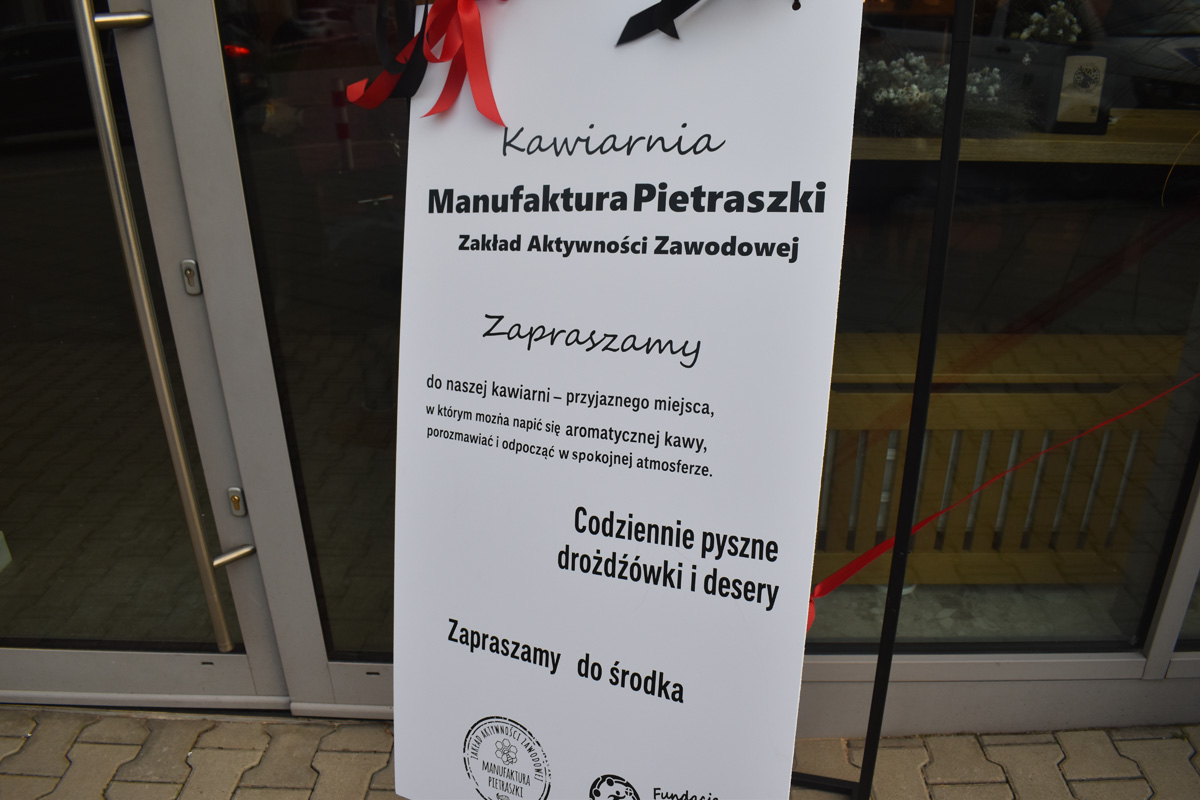 Kawiarnia
Manufaktura Pietraszki
Zakład Aktywności Zawodowej
Zapraszamy
do naszej kawiarni – przyjaznego miejsca,
w którym można napić się aromatycznej kawy,
porozmawiać i odpocząć w spokojnej atmosferze.
Codziennie pyszne
drożdżówki i desery
Zapraszamy do środka
ZAKŁAD AKTYWNOŚCI ZAWODOWEJ
MANUFAKTURA
PIETRASZKI
Fundacja